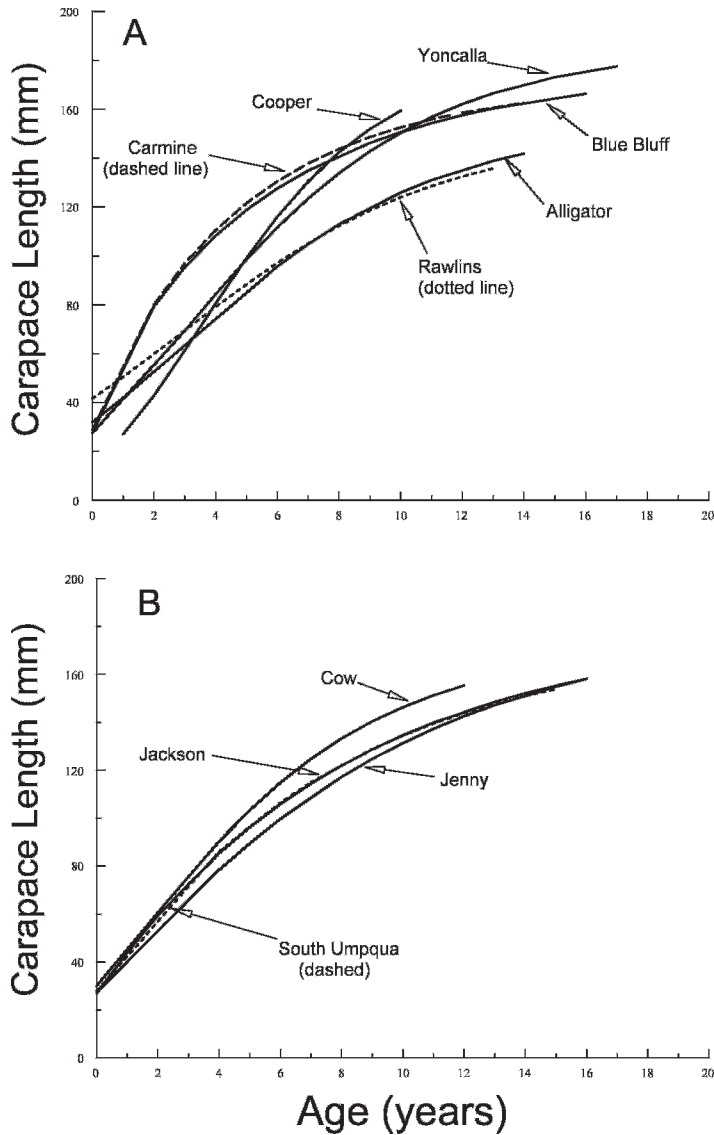 A
Carapace Length (mm)
200
160
120
80
40
0
Yoncalla
Cooper
Carmine
(dashed line)
Blue Bluff
Alligator
Rawlins
(dotted line)
0 2 4 6 8 10 12 14 16 18 20
B
Carapace Length (mm)
200
160
120
80
40
0
Cow
Jackson
Jenny
South Umpqua
(dashed)
0 2 4 6 8 10 12 14 16 18 20
Age (years)